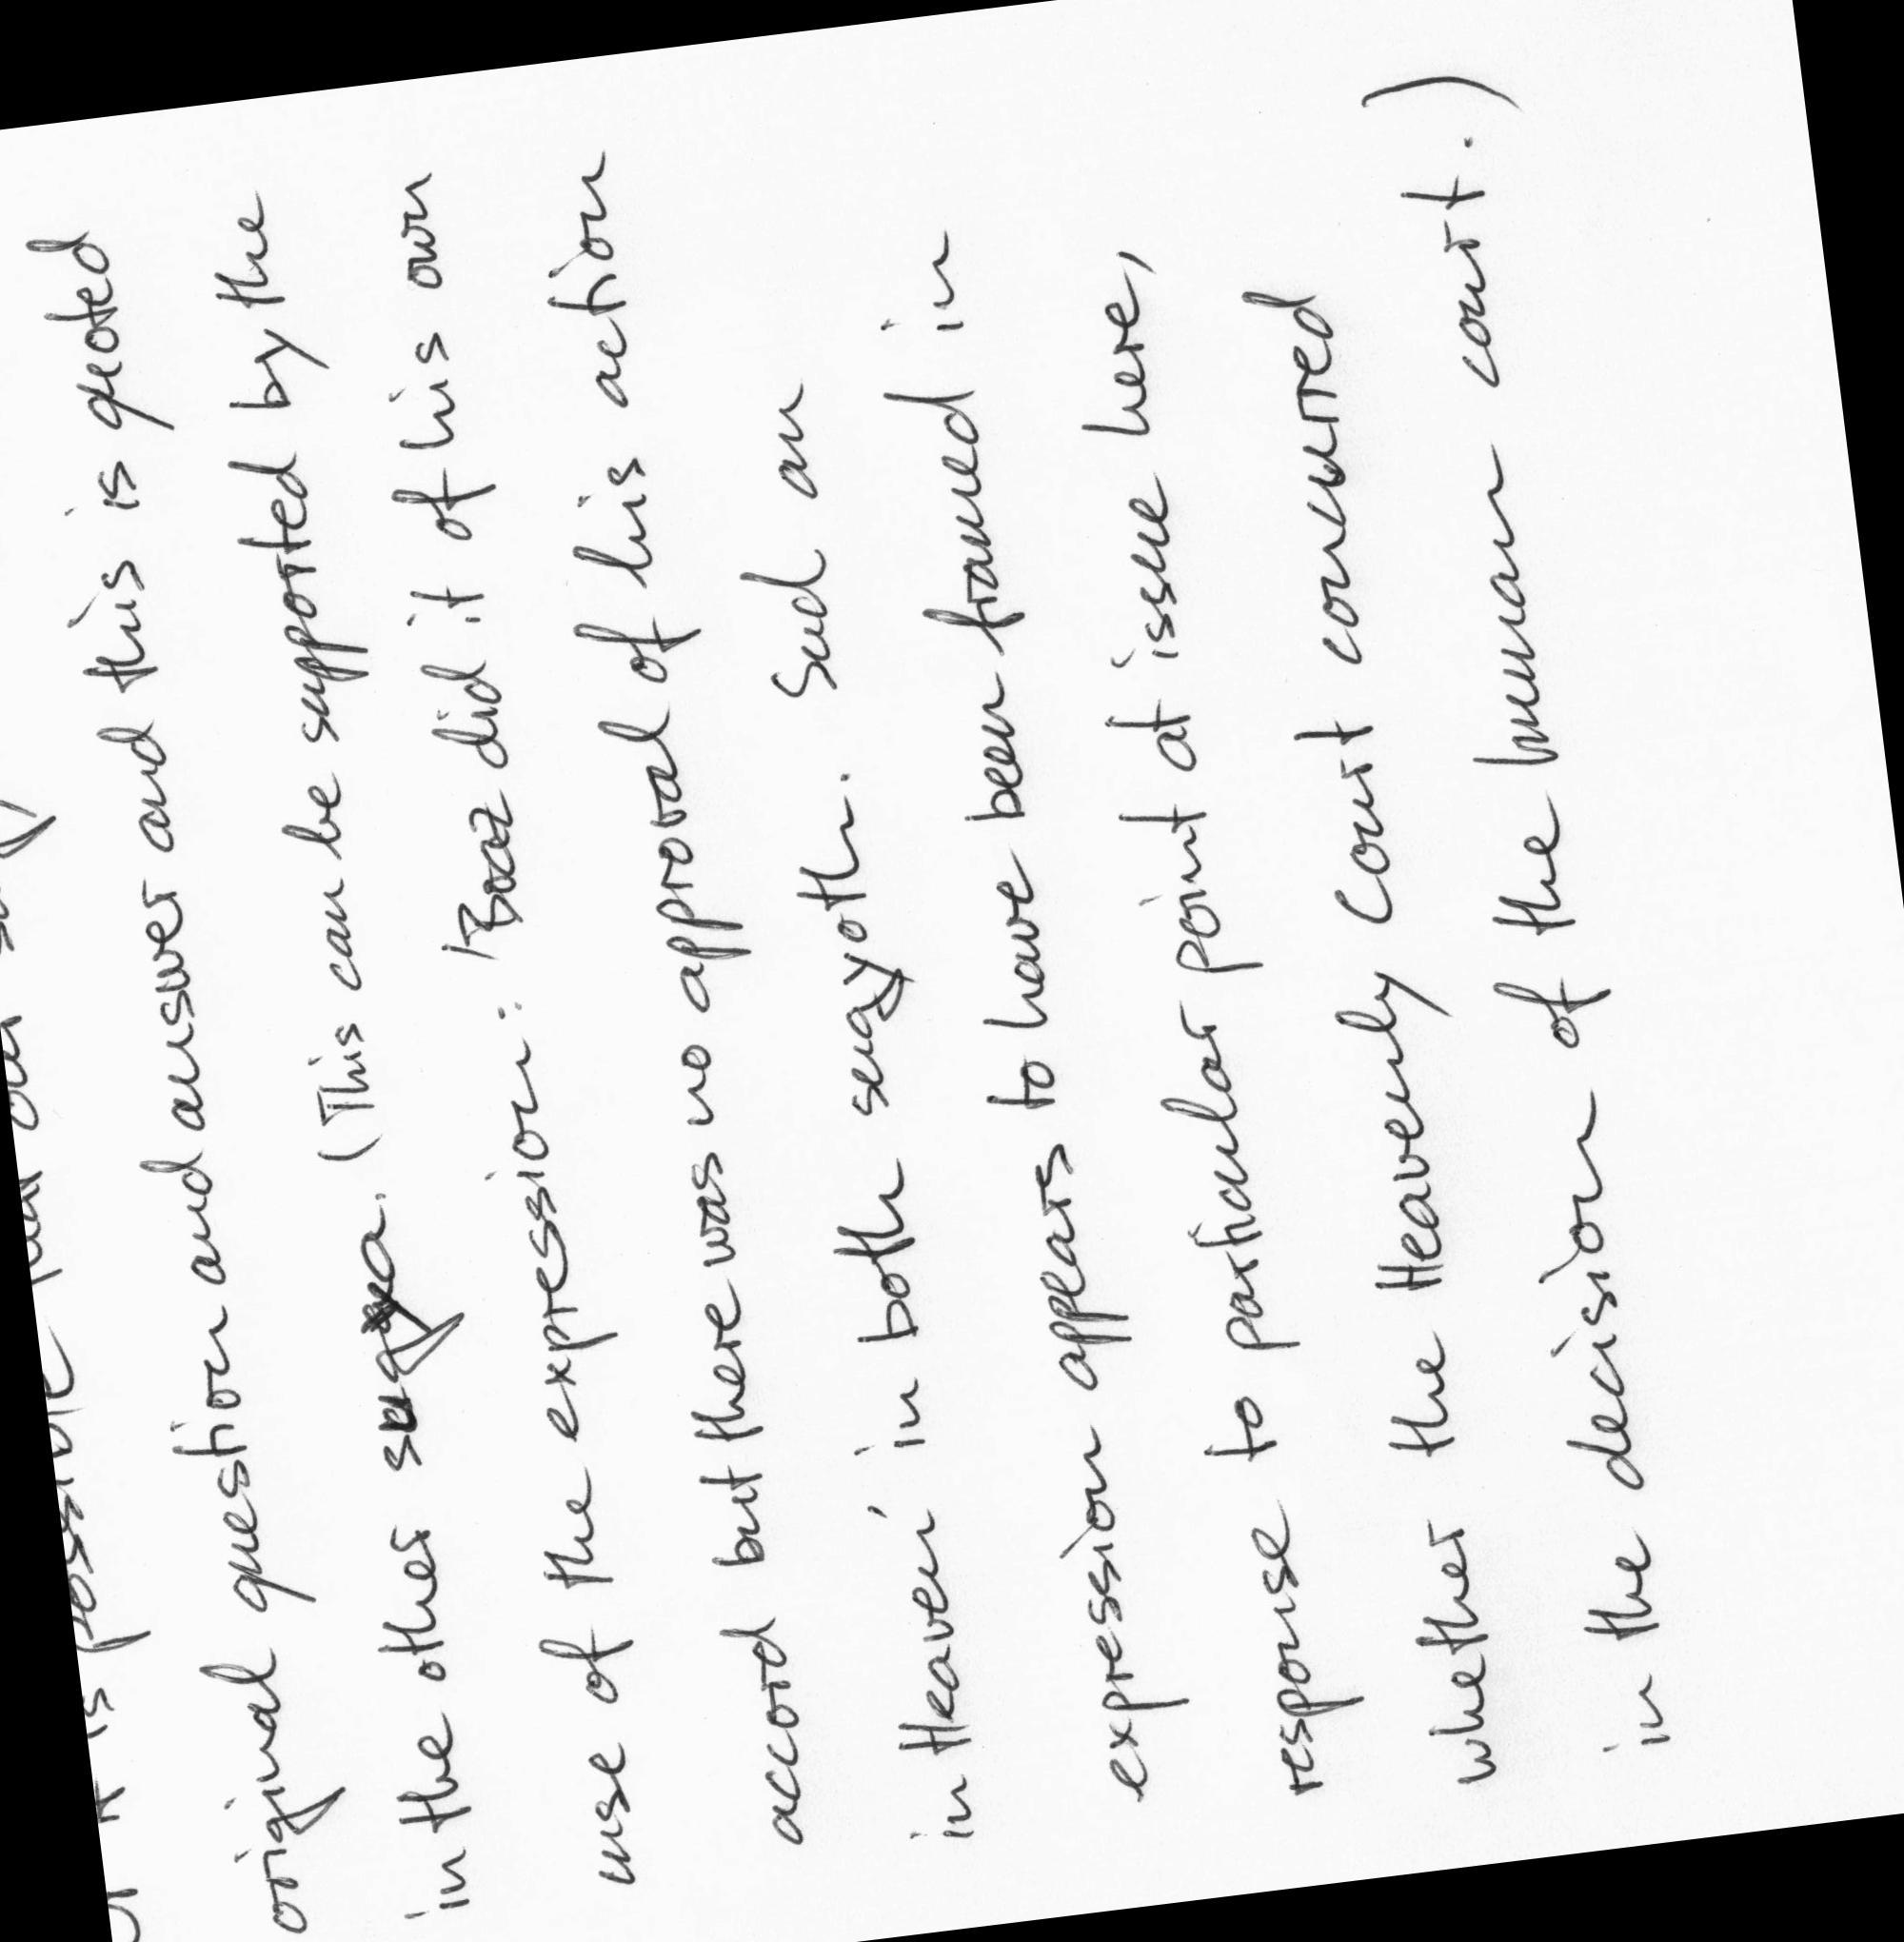 it is possible
original question and answer and this is quoted
in the other sugya. (This can be supported by the
use of the expression: 'Boaz did it of his own
accord but there was no approval of his action
in Heaven' in both sugyoth. Such an
expression appears to have been framed in
response to particular point at issue here,
whether the Heavenly Court concurred
in the decision of the human court.)